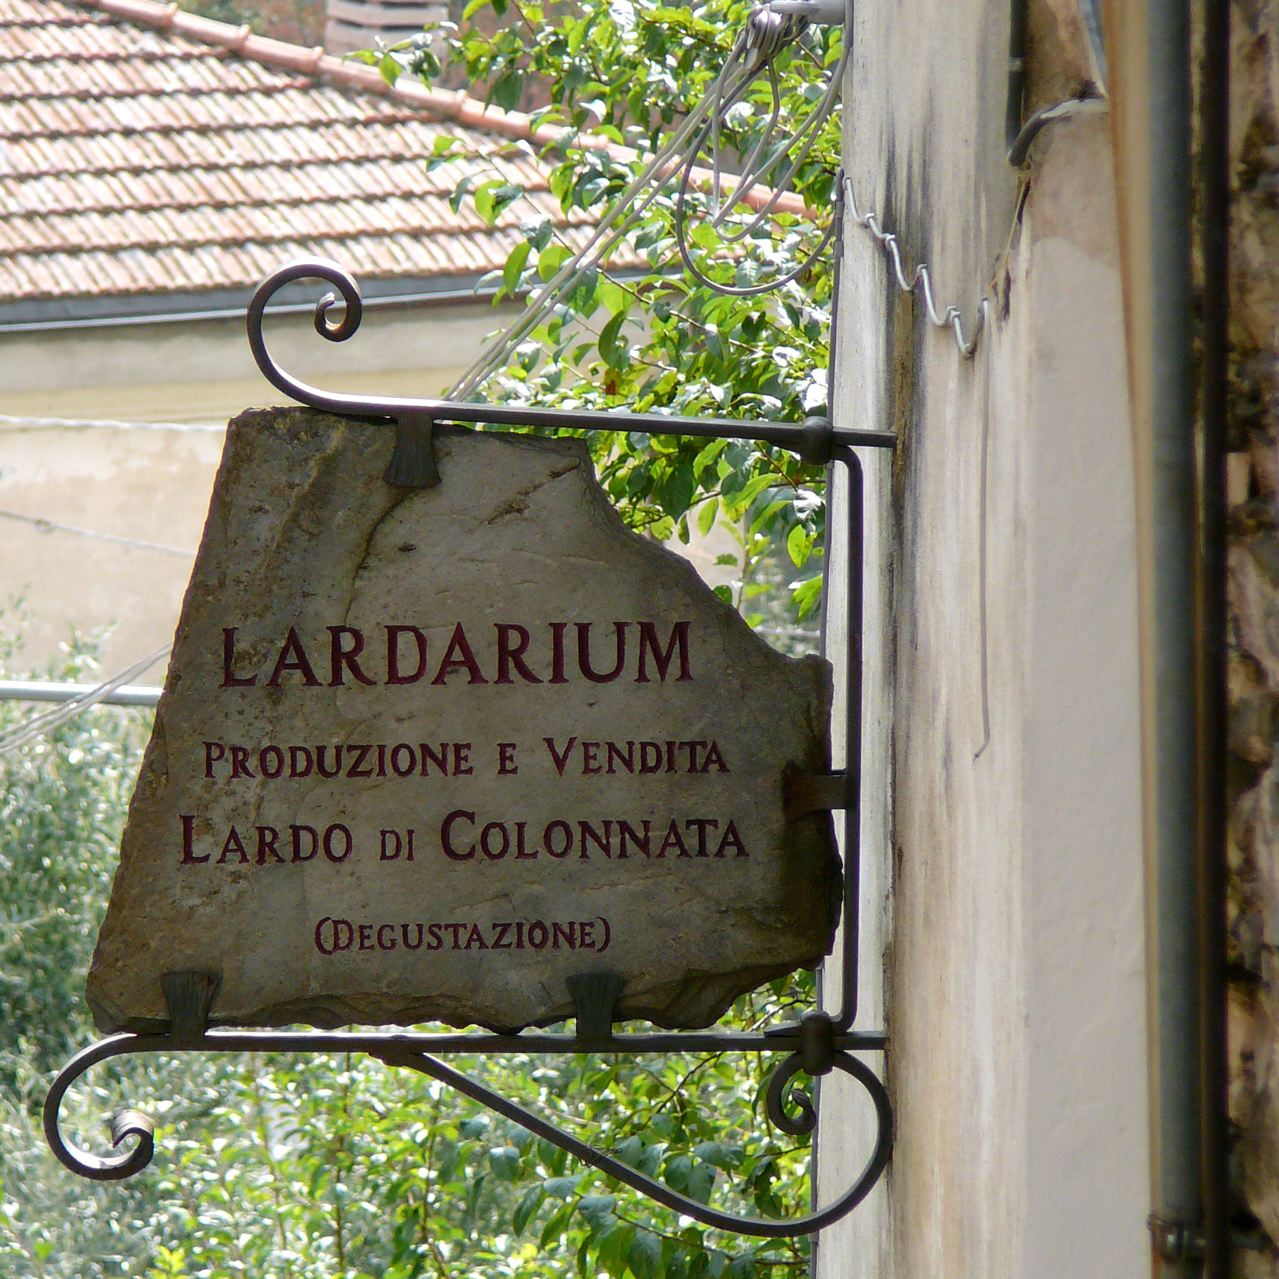 LARDARIUM
PRODUZIONE E VENDITA
LARDO DI COLONNATA
(DEGUSTAZIONE)